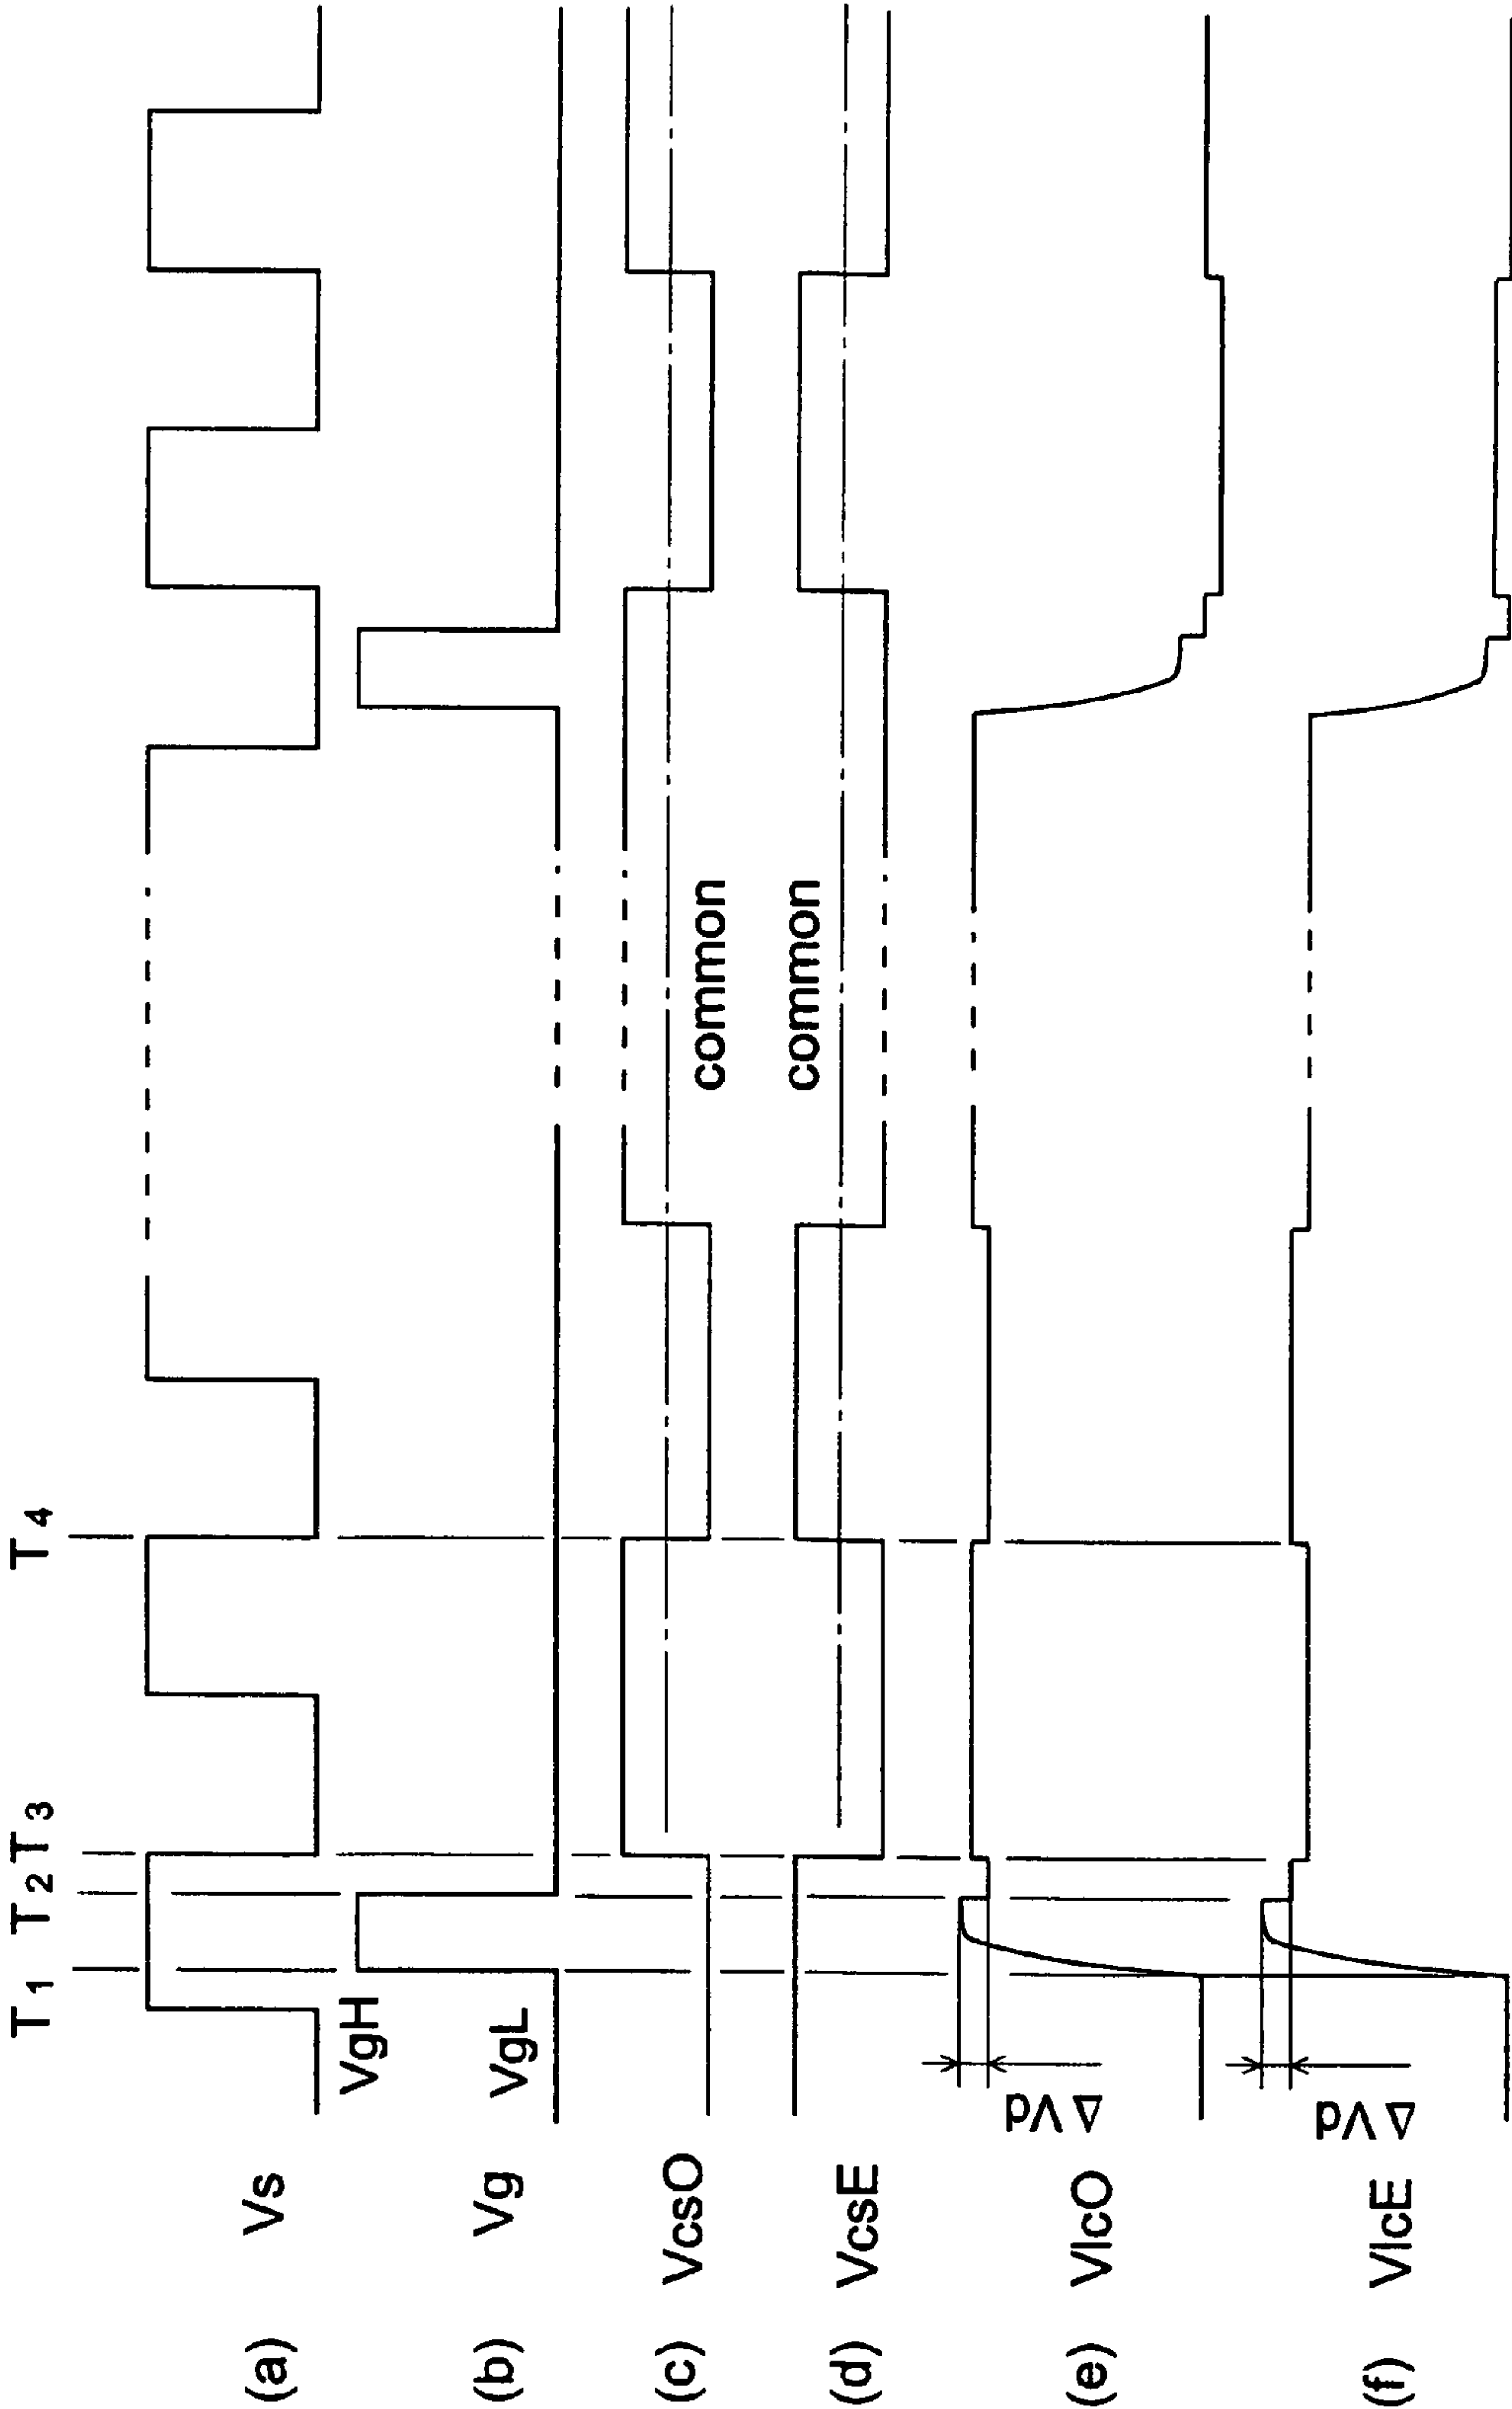 T1 T2 T3 T4
(a) Vs
VgH
(b) Vg
VgL
(c) VcsO
common
(d) VcsE
common
(e) VlcO
ΔVd
(f) VlcE
ΔVd